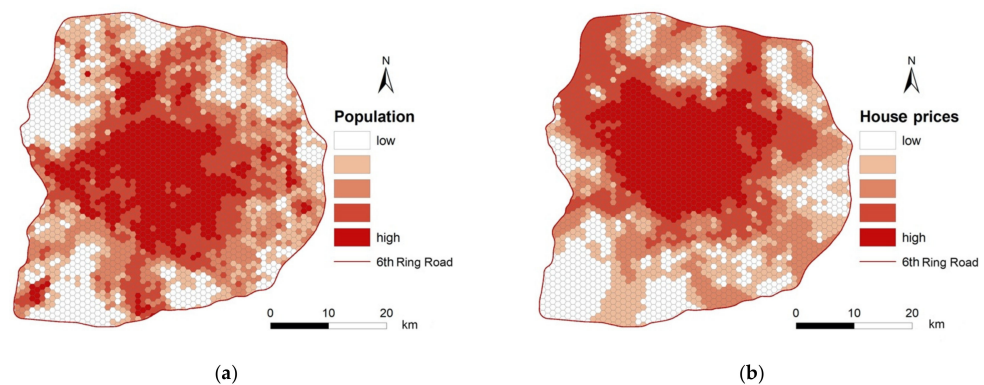 N
Population
low
high
6th Ring Road
0 10 20
km
(a)
N
House prices
low
high
6th Ring Road
0 10 20
km
(b)